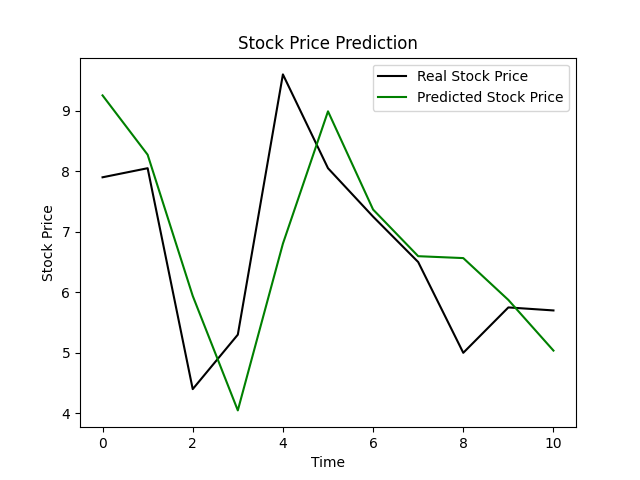 Stock Price Prediction
Real Stock Price
Predicted Stock Price
Stock Price
9
8
7
6
5
4
0 2 4 6 8 10
Time